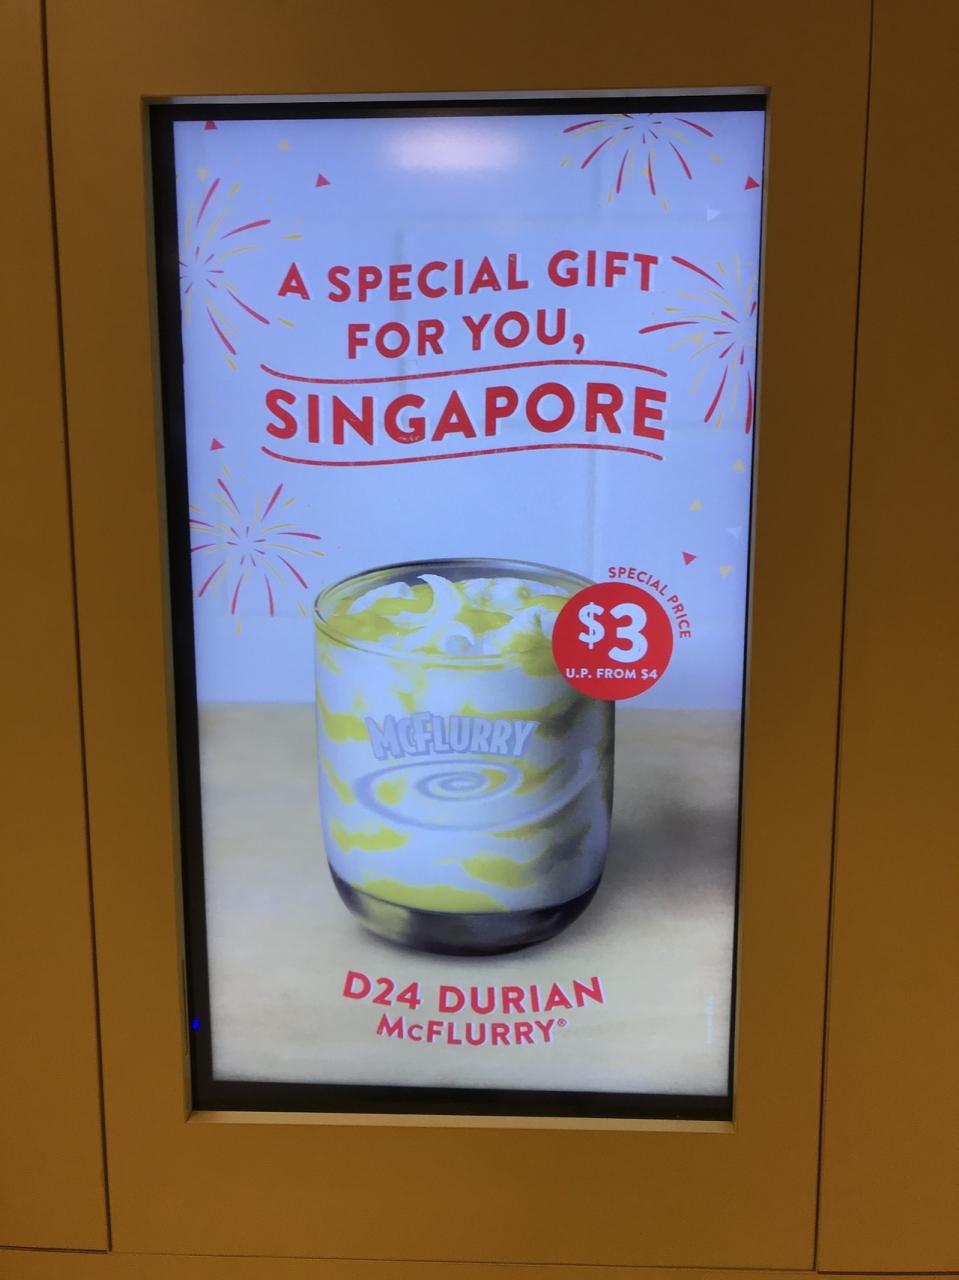 A SPECIAL GIFT
FOR YOU,
SINGAPORE
SPECIAL PRICE
$3
U.P. FROM $4
McFLURRY
D24 DURIAN
McFLURRY®